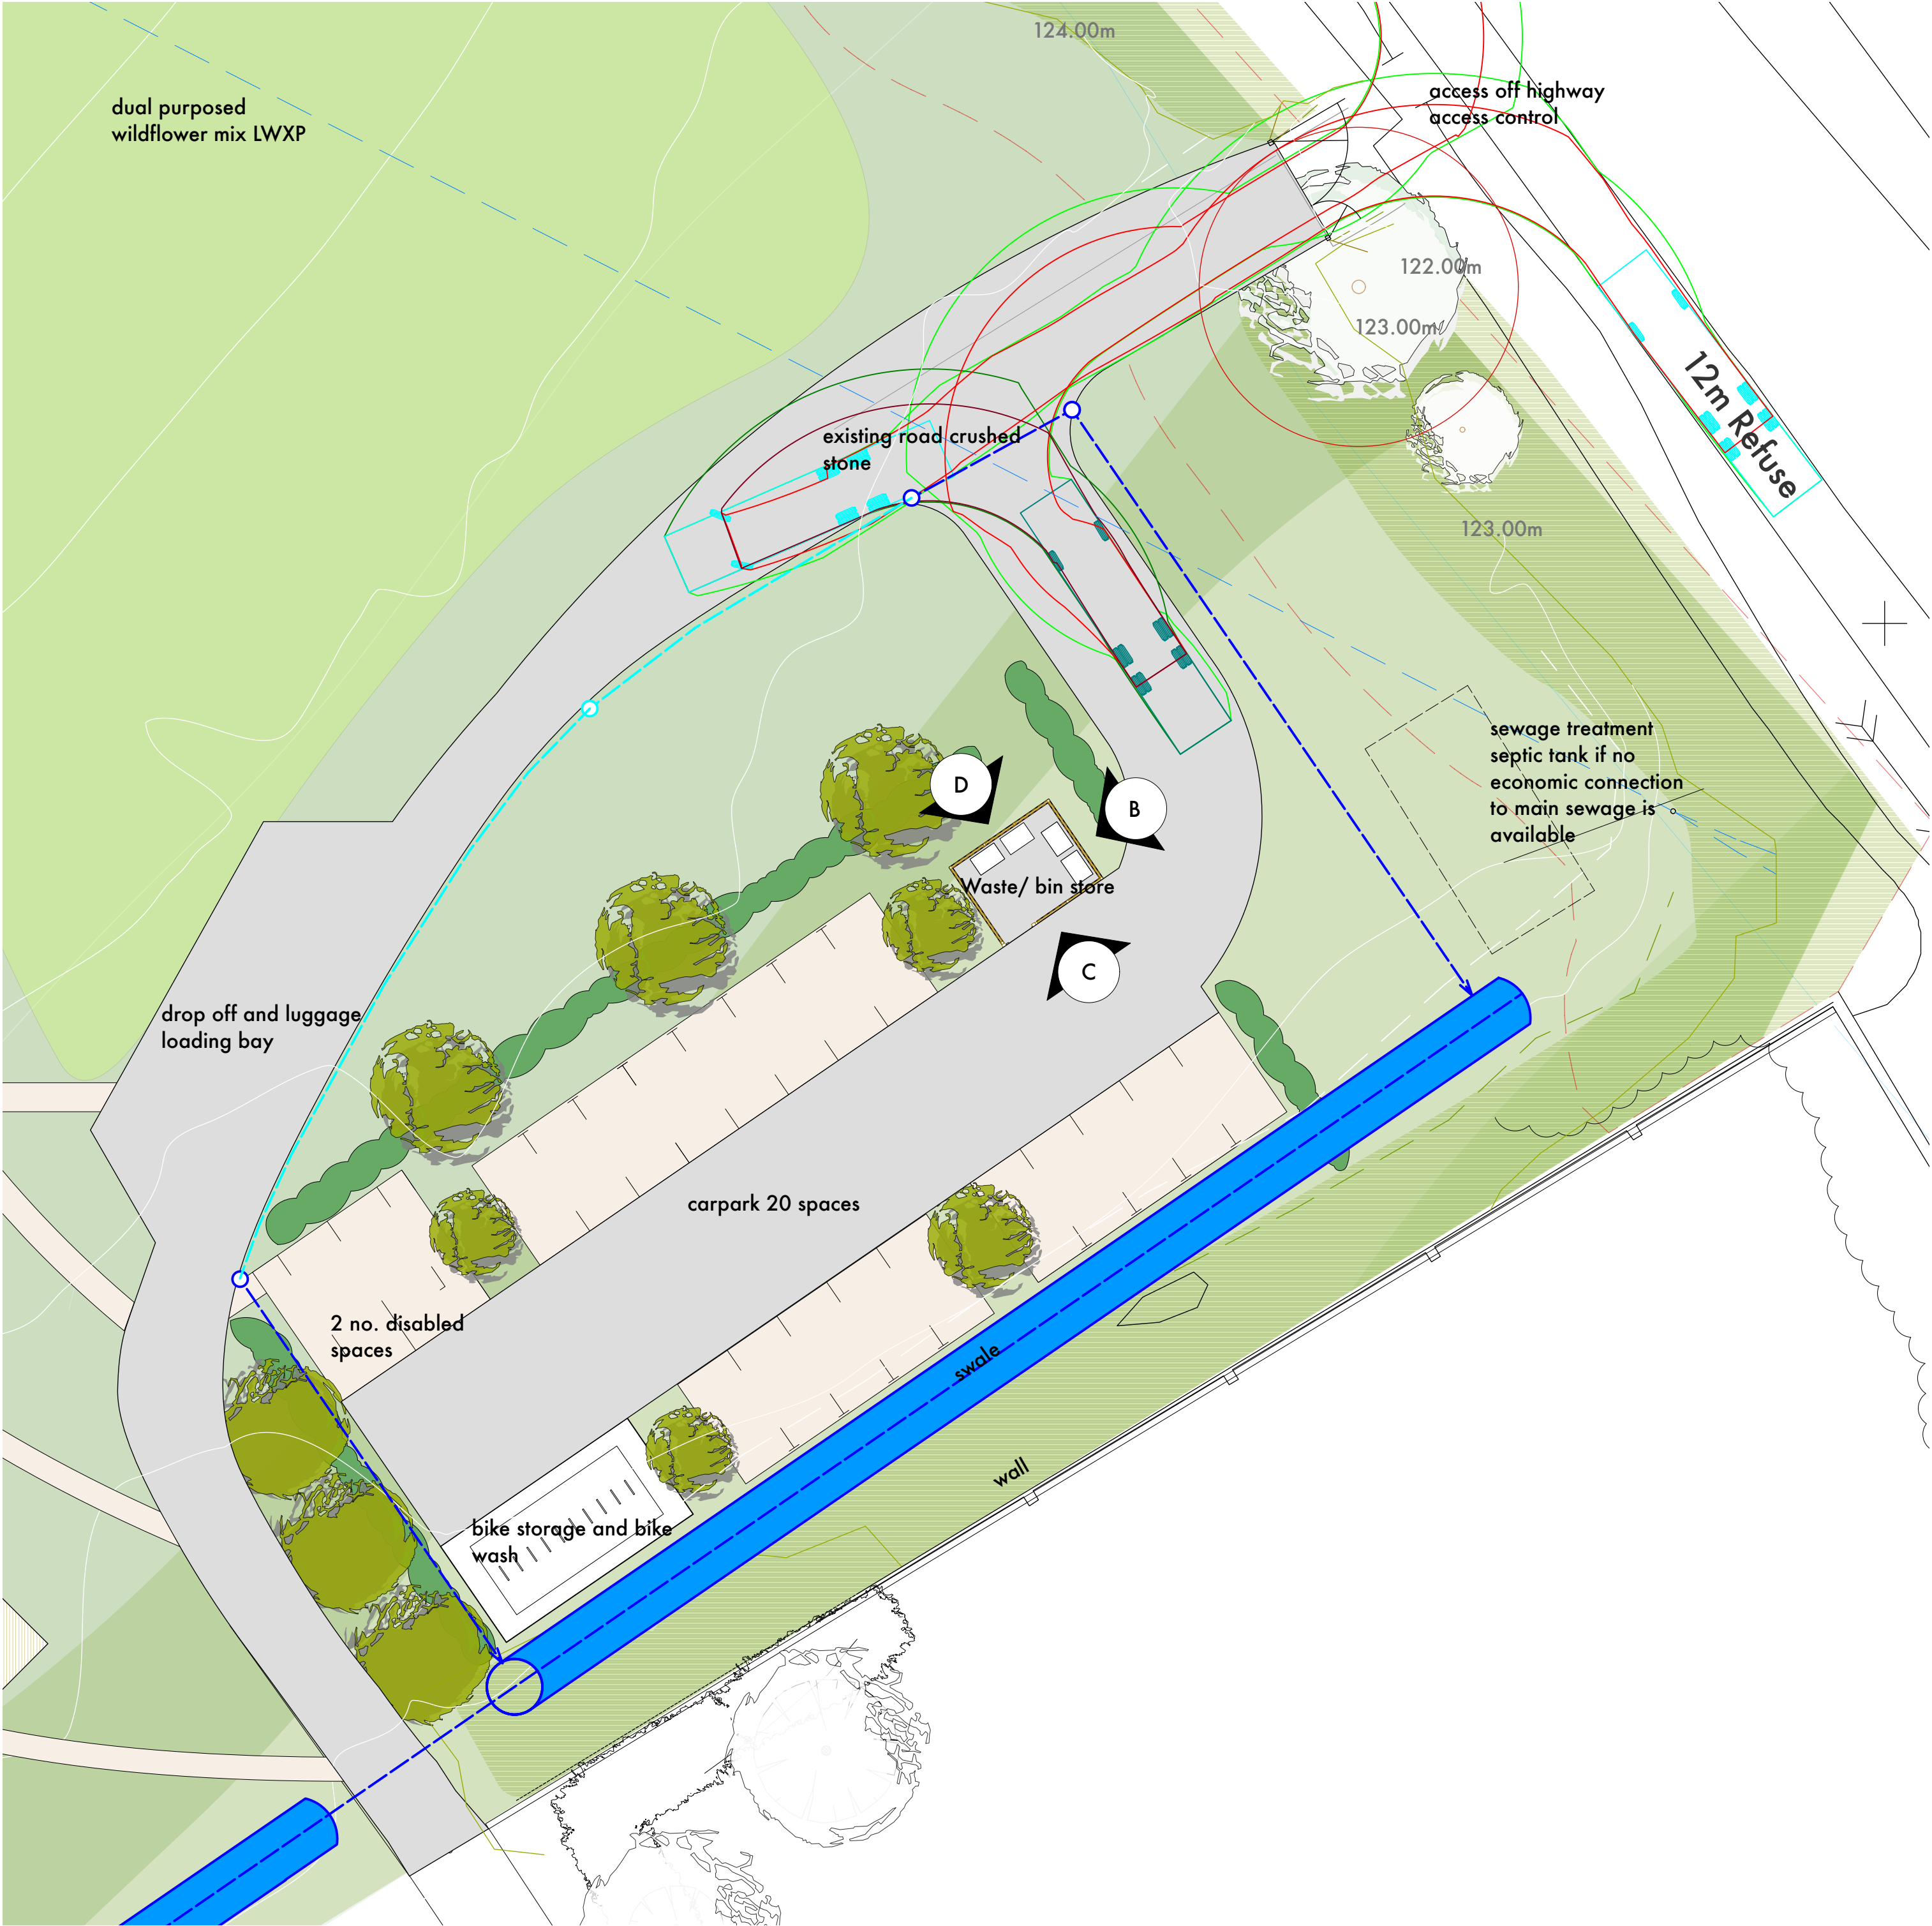 124.00m
dual purposed
wildflower mix LWXP
access off highway
access control
122.00m
123.00m
12m Refuse
existing road crushed
stone
123.00m
sewage treatment
septic tank if no
economic connection
to main sewage is
available
D
B
Waste/ bin store
C
drop off and luggage
loading bay
carpark 20 spaces
2 no. disabled
spaces
swale
wall
bike storage and bike
wash